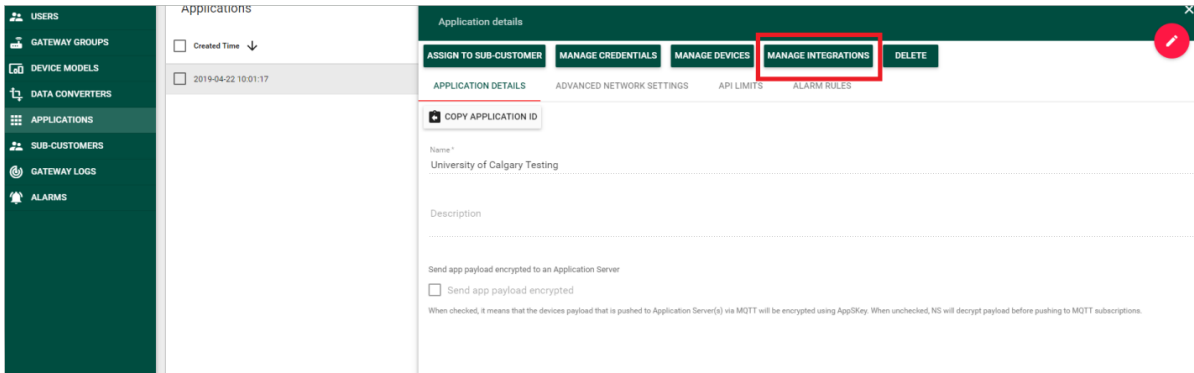 USERS
GATEWAY GROUPS
DEVICE MODELS
DATA CONVERTERS
APPLICATIONS
SUB-CUSTOMERS
GATEWAY LOGS
ALARMS
Applications
Created Time
2019-04-22 10:01:17
Application details
ASSIGN TO SUB-CUSTOMER MANAGE CREDENTIALS MANAGE DEVICES MANAGE INTEGRATIONS DELETE
APPLICATION DETAILS ADVANCED NETWORK SETTINGS API LIMITS ALARM RULES
COPY APPLICATION ID
Name*
University of Calgary Testing
Description
Send app payload encrypted to an Application Server
Send app payload encrypted
When checked, it means that the devices payload that is pushed to Application Server(s) via MQTT will be encrypted using AppSKey. When unchecked, NS will decrypt payload before pushing to MQTT subscriptions.